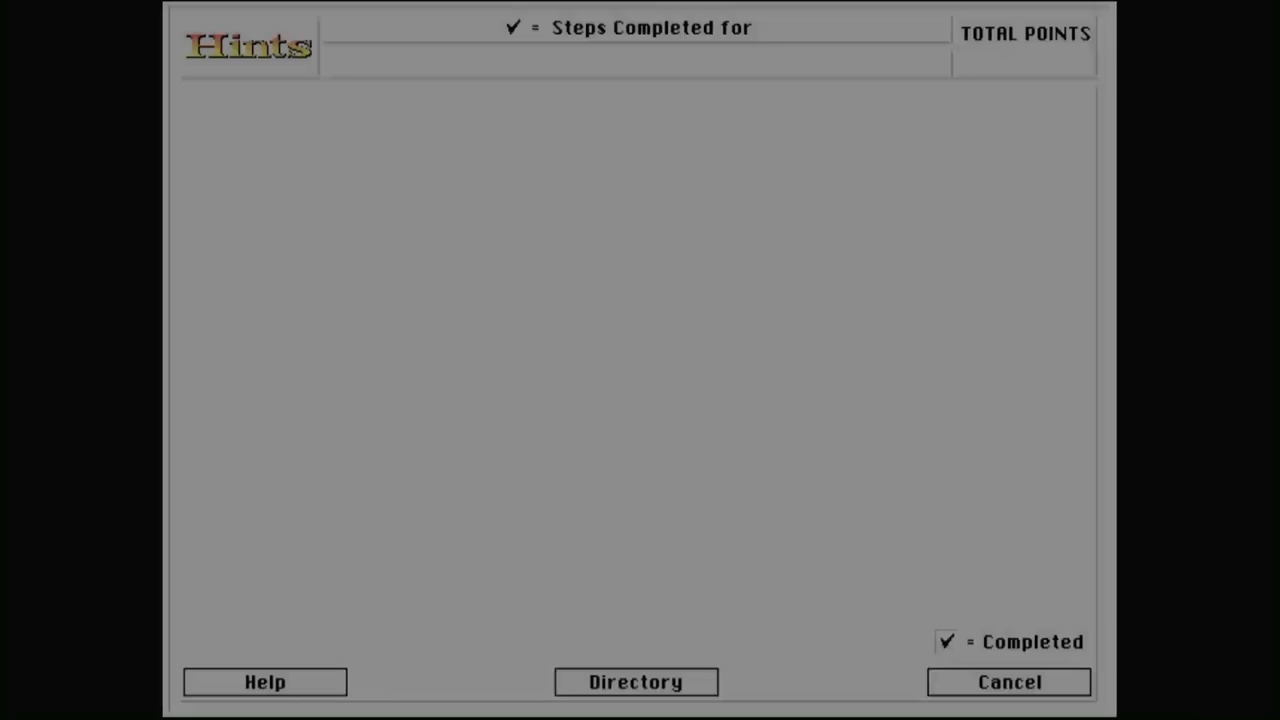 Hints
✓ = Steps Completed for
TOTAL POINTS
✓ = Completed
Help
Directory
Cancel